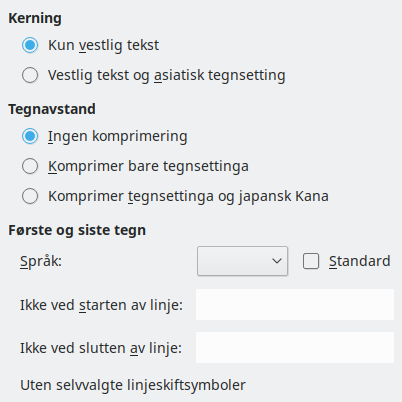 Kerning
Kun vestlig tekst
Vestlig tekst og asiatisk tegnsetting
Tegnavstand
Ingen komprimering
Komprimer bare tegnsettinga
Komprimer tegnsettinga og japansk Kana
Første og siste tegn
Språk:
Standard
Ikke ved starten av linje:
Ikke ved slutten av linje:
Uten selvvalgte linjeskiftsymboler